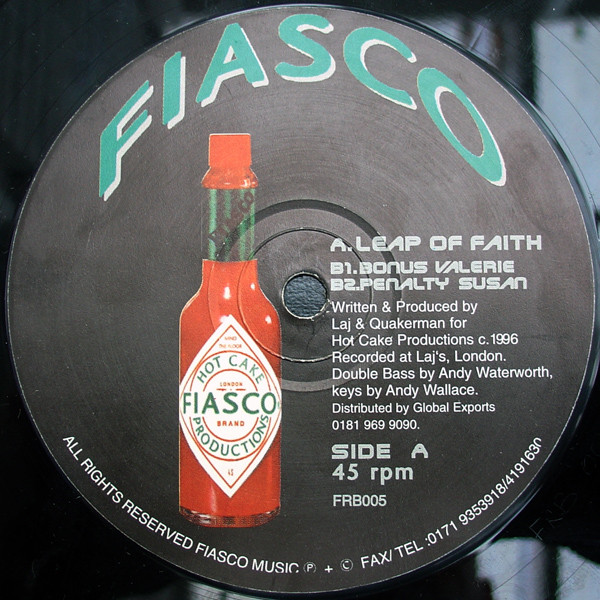 FIASCO
A. LEAP OF FAITH
B1. BONUS VALERIE
B2. PENALTY SUSAN
Written & Produced by
Laj & Quakerman for
Hot Cake Productions c.1996
Recorded at Laj's, London.
Double Bass by Andy Waterworth,
keys by Andy Wallace.
Distributed by Global Exports
0181 969 9090.
SIDE A
45 rpm
FRB005
FIASCO
HOT CAKE
LONDON
FIASCO
BRAND
PRODUCTIONS
45
ALL RIGHTS RESERVED FIASCO MUSIC ℗ + © FAX/TEL :0171 9353918/4191630